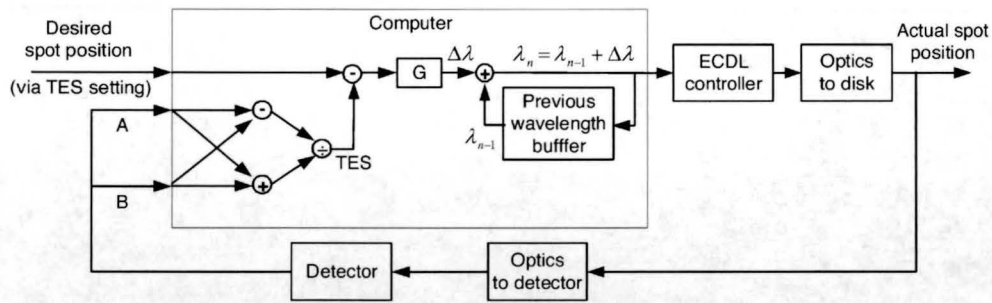 Computer
Desired
spot position
(via TES setting)
A
B
-
+
÷
TES
-
G
Δλ
+
λn = λn-1 + Δλ
λn-1
Previous
wavelength
bufffer
ECDL
controller
Optics
to disk
Actual spot
position
Detector
Optics
to detector